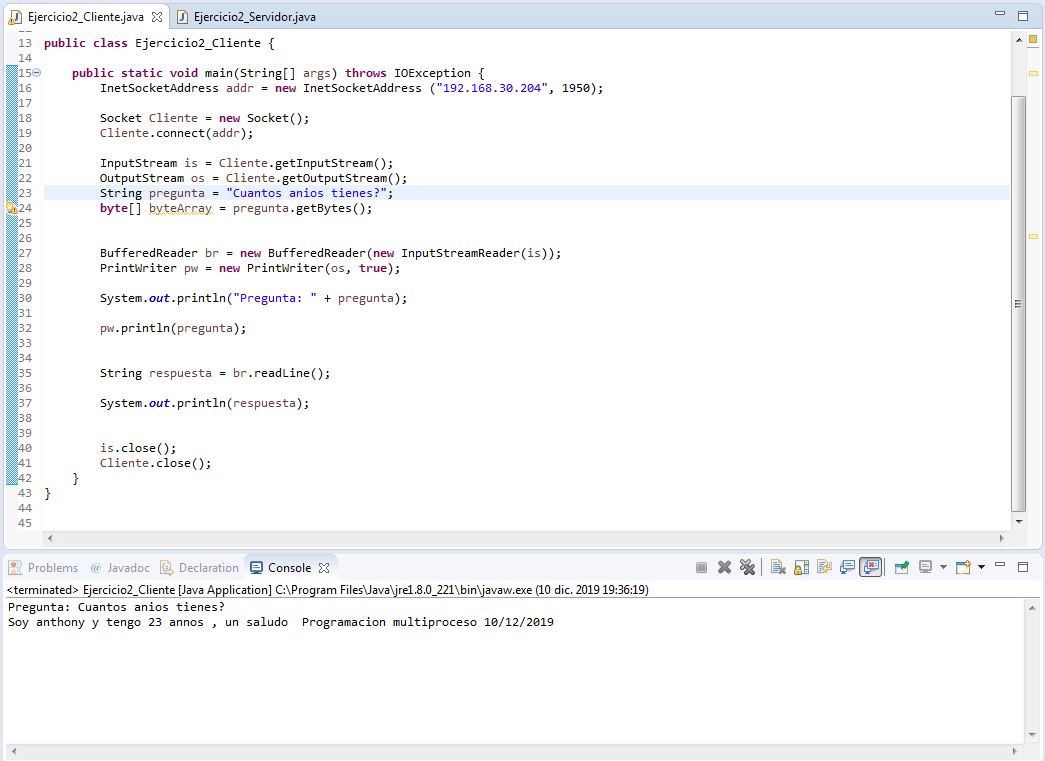 Ejercicio2_Cliente.java Ejercicio2_Servidor.java
13 public class Ejercicio2_Cliente {
14
15 public static void main(String[] args) throws IOException {
16 InetSocketAddress addr = new InetSocketAddress ("192.168.30.204", 1950);
17
18 Socket Cliente = new Socket();
19 Cliente.connect(addr);
20
21 InputStream is = Cliente.getInputStream();
22 OutputStream os = Cliente.getOutputStream();
23 String pregunta = "Cuantos anios tienes?";
24 byte[] byteArray = pregunta.getBytes();
25
26
27 BufferedReader br = new BufferedReader(new InputStreamReader(is));
28 PrintWriter pw = new PrintWriter(os, true);
29
30 System.out.println("Pregunta: " + pregunta);
31
32 pw.println(pregunta);
33
34
35 String respuesta = br.readLine();
36
37 System.out.println(respuesta);
38
39
40 is.close();
41 Cliente.close();
42 }
43 }
44
45
Problems @ Javadoc Declaration Console
<terminated> Ejercicio2_Cliente [Java Application] C:\Program Files\Java\jre1.8.0_221\bin\javaw.exe (10 dic. 2019 19:36:19)
Pregunta: Cuantos anios tienes?
Soy anthony y tengo 23 annos , un saludo  Programacion multiproceso 10/12/2019